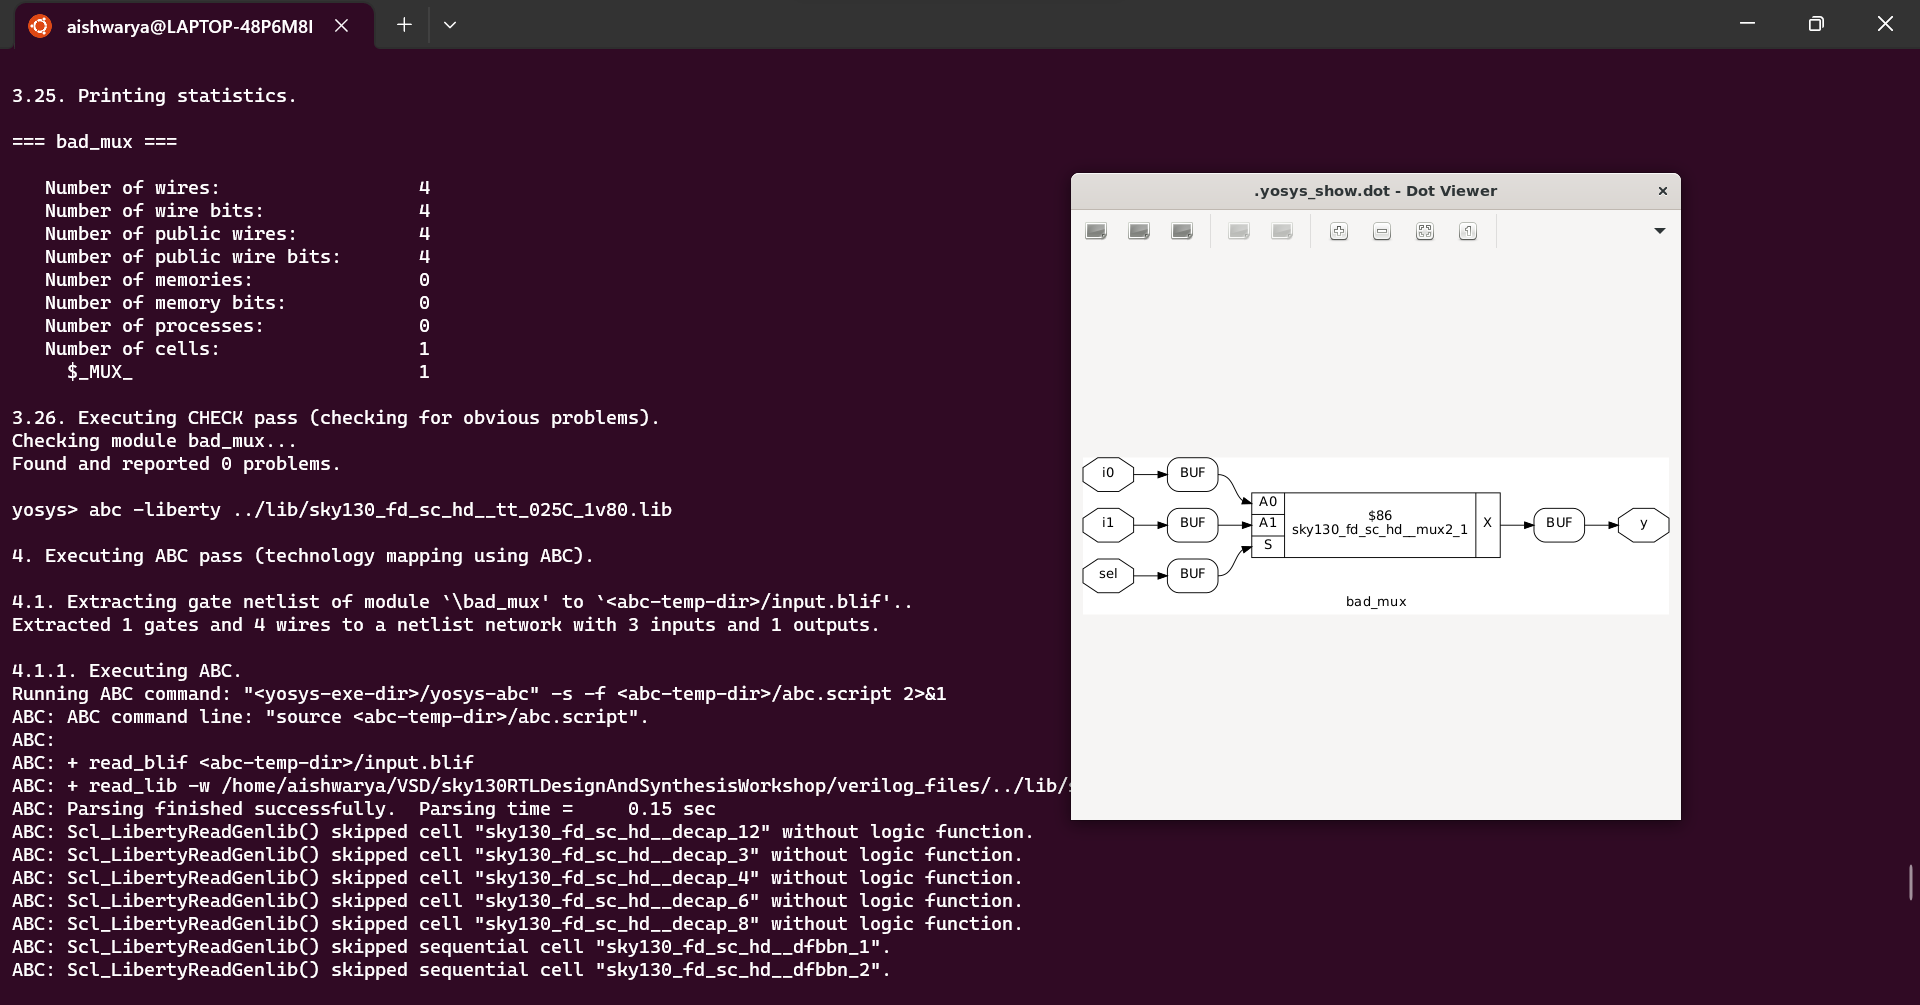 aishwarya@LAPTOP-48P6M8I
3.25. Printing statistics.
=== bad_mux ===
Number of wires: 4
Number of wire bits: 4
Number of public wires: 4
Number of public wire bits: 4
Number of memories: 0
Number of memory bits: 0
Number of processes: 0
Number of cells: 1
$_MUX_ 1
3.26. Executing CHECK pass (checking for obvious problems).
Checking module bad_mux...
Found and reported 0 problems.
yosys> abc -liberty ../lib/sky130_fd_sc_hd__tt_025C_1v80.lib
4. Executing ABC pass (technology mapping using ABC).
4.1. Extracting gate netlist of module `\bad_mux' to `<abc-temp-dir>/input.blif'..
Extracted 1 gates and 4 wires to a netlist network with 3 inputs and 1 outputs.
4.1.1. Executing ABC.
Running ABC command: "<yosys-exe-dir>/yosys-abc" -s -f <abc-temp-dir>/abc.script 2>&1
ABC: ABC command line: "source <abc-temp-dir>/abc.script".
ABC:
ABC: + read_blif <abc-temp-dir>/input.blif
ABC: + read_lib -w /home/aishwarya/VSD/sky130RTLDesignAndSynthesisWorkshop/verilog_files/../lib/
ABC: Parsing finished successfully. Parsing time = 0.15 sec
ABC: Scl_LibertyReadGenlib() skipped cell "sky130_fd_sc_hd__decap_12" without logic function.
ABC: Scl_LibertyReadGenlib() skipped cell "sky130_fd_sc_hd__decap_3" without logic function.
ABC: Scl_LibertyReadGenlib() skipped cell "sky130_fd_sc_hd__decap_4" without logic function.
ABC: Scl_LibertyReadGenlib() skipped cell "sky130_fd_sc_hd__decap_6" without logic function.
ABC: Scl_LibertyReadGenlib() skipped cell "sky130_fd_sc_hd__decap_8" without logic function.
ABC: Scl_LibertyReadGenlib() skipped sequential cell "sky130_fd_sc_hd__dfbbn_1".
ABC: Scl_LibertyReadGenlib() skipped sequential cell "sky130_fd_sc_hd__dfbbn_2".
.yosys_show.dot - Dot Viewer
i0
BUF
i1
BUF
sel
BUF
A0
A1
S
$86
sky130_fd_sc_hd__mux2_1
X
BUF
y
bad_mux